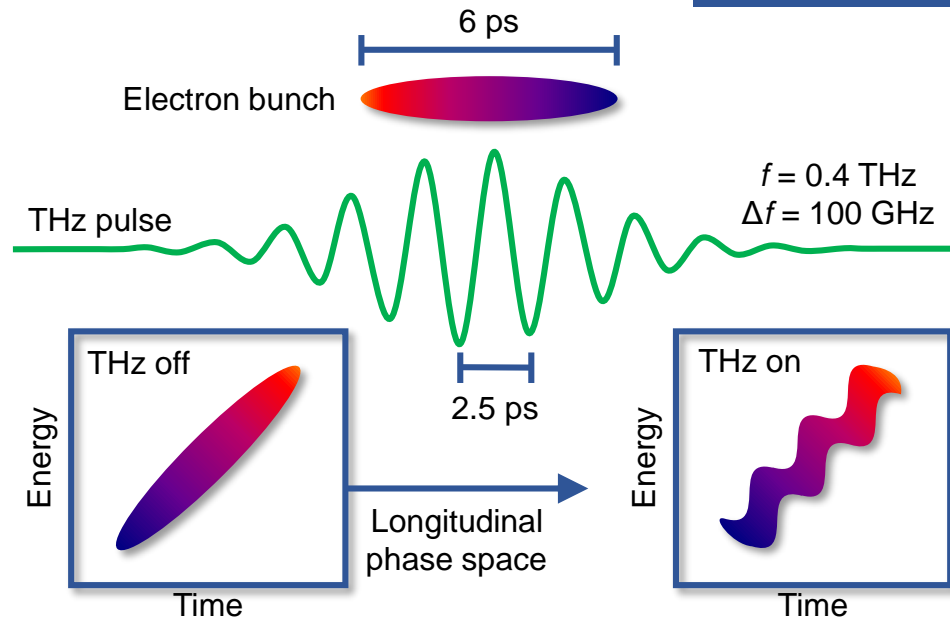 6 ps
Electron bunch
f = 0.4 THz
Δf = 100 GHz
THz pulse
THz off
THz on
2.5 ps
Energy
Energy
Longitudinal
phase space
Time
Time